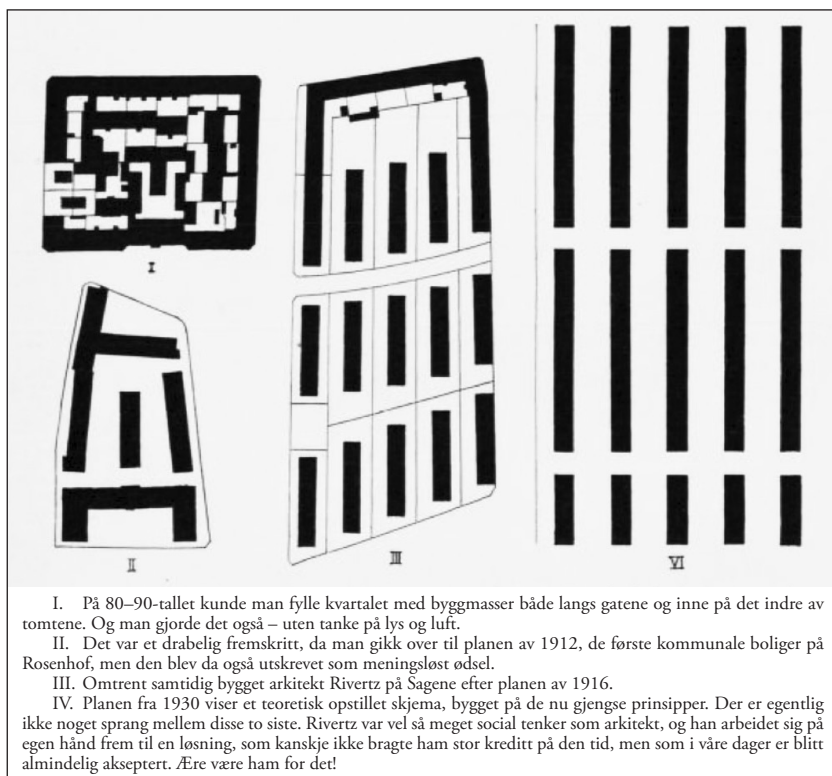 I
II
III
VI
I. På 80–90-tallet kunde man fylle kvartalet med byggmasser både langs gatene og inne på det indre av
tomtene. Og man gjorde det også – uten tanke på lys og luft.
II. Det var et drabelig fremskritt, da man gikk over til planen av 1912, de første kommunale boliger på
Rosenhof, men den blev da også utskrevet som meningsløst ødsel.
III. Omtrent samtidig bygget arkitekt Rivertz på Sagene efter planen av 1916.
IV. Planen fra 1930 viser et teoretisk opstillet skjema, bygget på de nu gjengse prinsipper. Der er egentlig
ikke noget sprang mellem disse to siste. Rivertz var vel så meget social tenker som arkitekt, og han arbeidet sig på
egen hånd frem til en løsning, som kanskje ikke bragte ham stor kreditt på den tid, men som i våre dager er blitt
almindelig akseptert. Ære være ham for det!